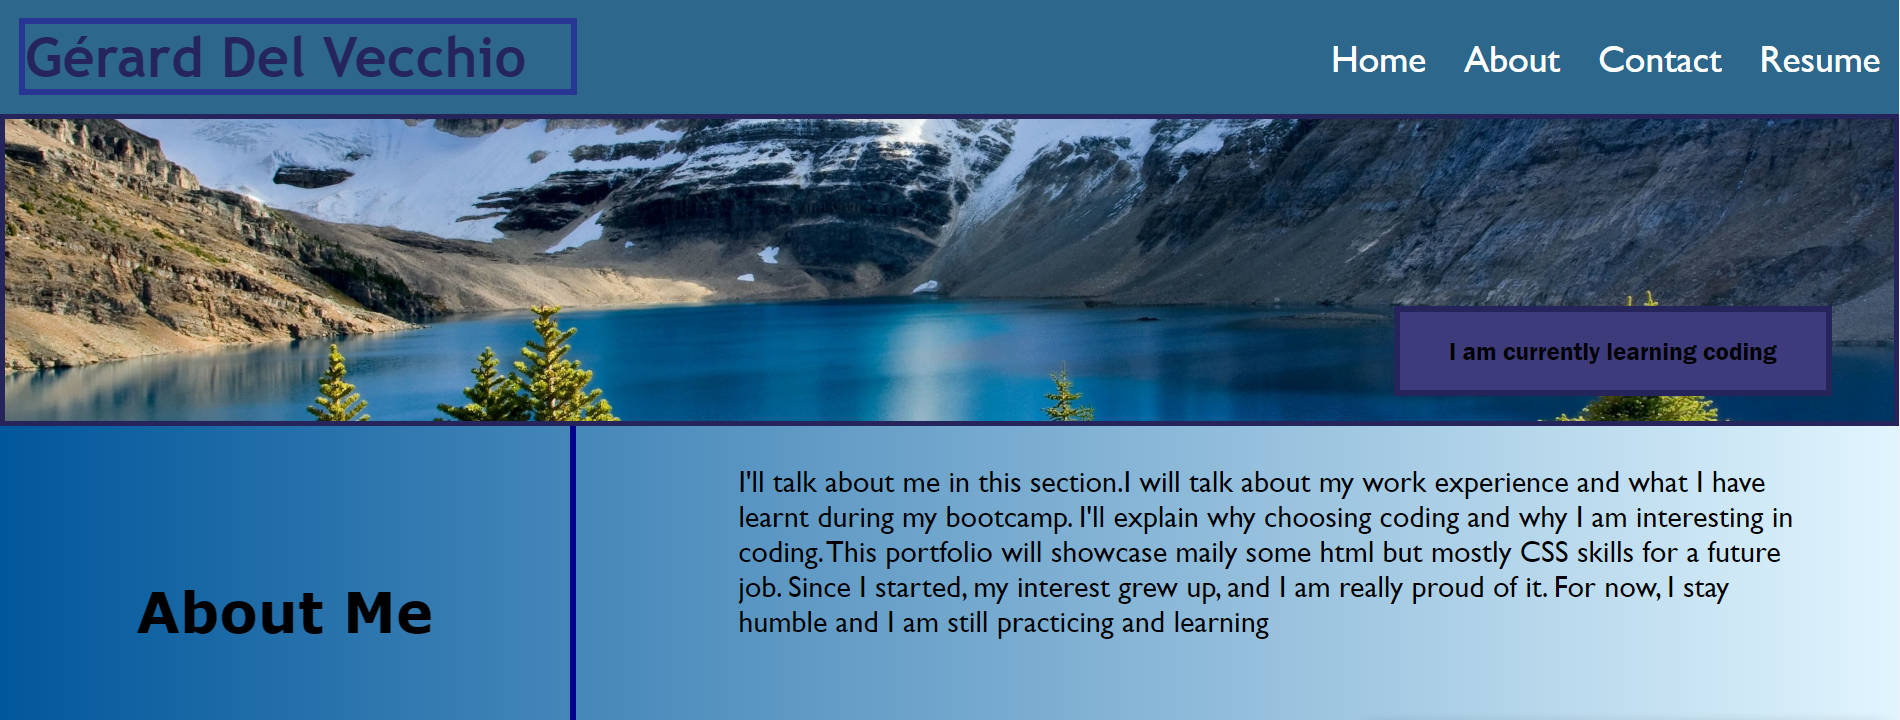 Gérard Del Vecchio
Home About Contact Resume
I am currently learning coding
About Me
I'll talk about me in this section.I will talk about my work experience and what I have
learnt during my bootcamp. I'll explain why choosing coding and why I am interesting in
coding.This portfolio will showcase maily some html but mostly CSS skills for a future
job. Since I started, my interest grew up, and I am really proud of it. For now, I stay
humble and I am still practicing and learning